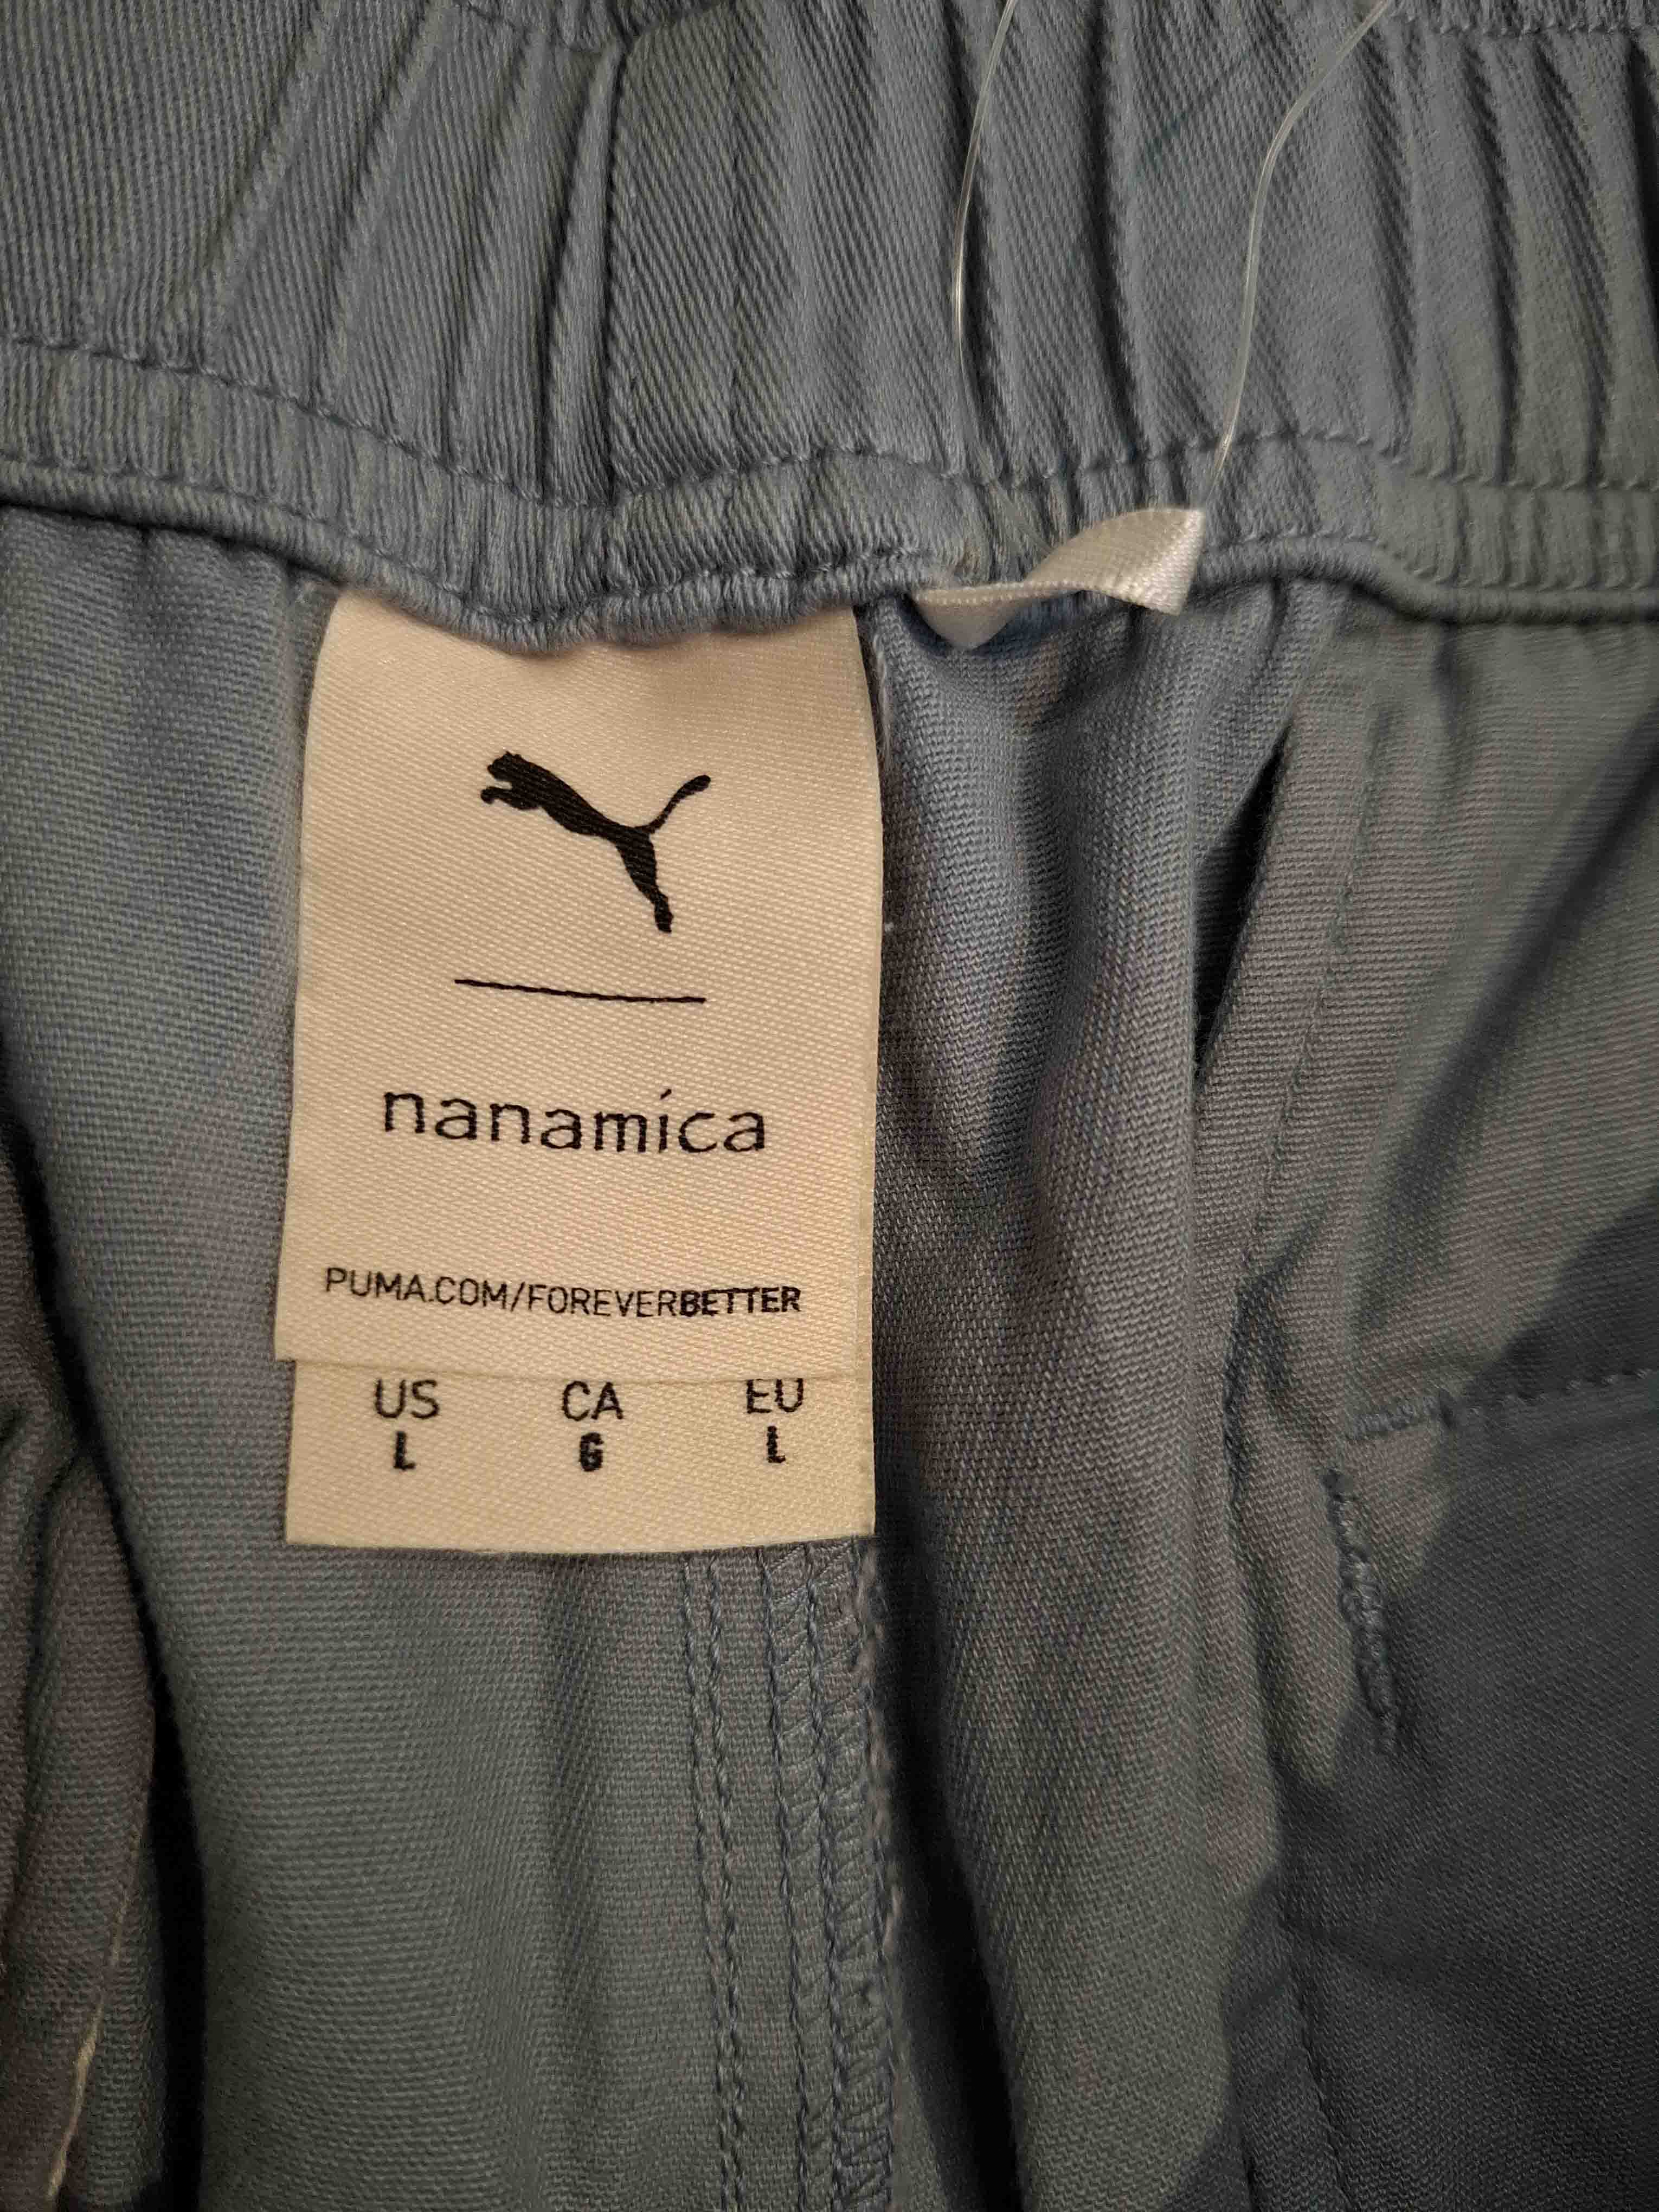 nanamica
PUMA.COM/FOREVERBETTER
US CA EU
L G L